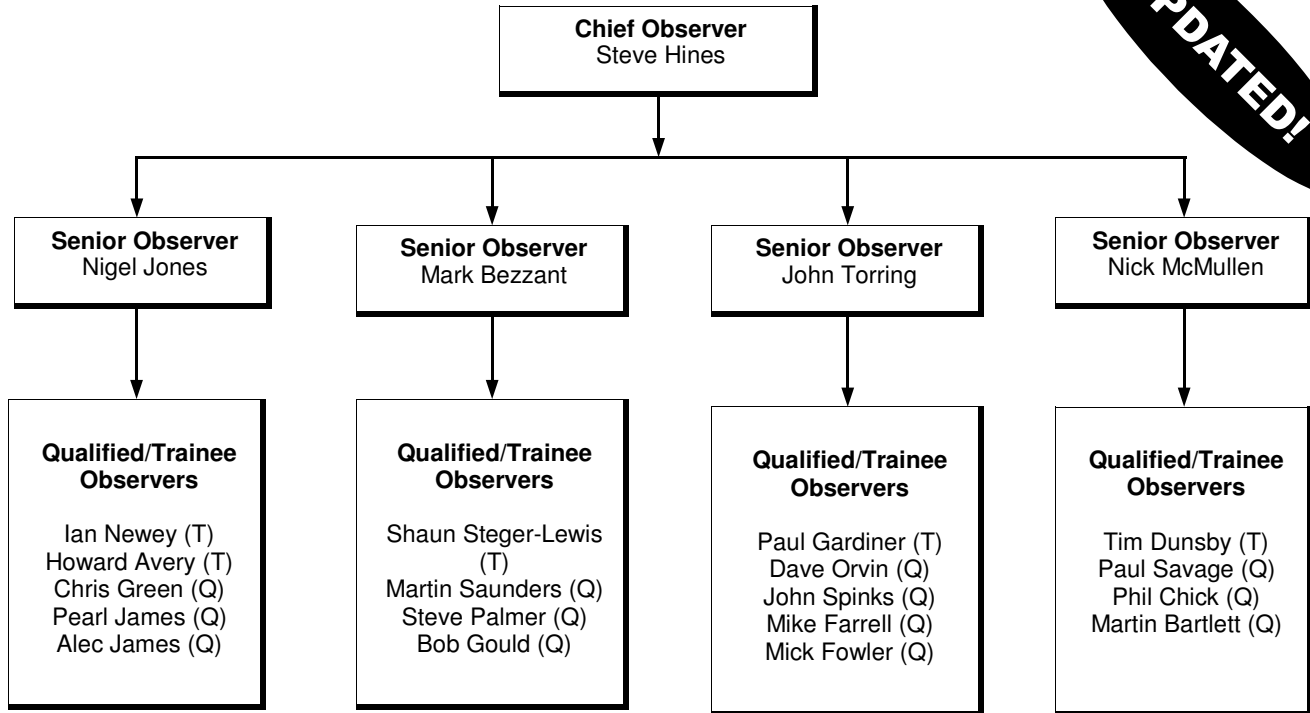 Chief Observer
Steve Hines
PDATED!
Senior Observer
Nigel Jones
Senior Observer
Mark Bezzant
Senior Observer
John Torring
Senior Observer
Nick McMullen
Qualified/Trainee
Observers
Ian Newey (T)
Howard Avery (T)
Chris Green (Q)
Pearl James (Q)
Alec James (Q)
Qualified/Trainee
Observers
Shaun Steger-Lewis
(T)
Martin Saunders (Q)
Steve Palmer (Q)
Bob Gould (Q)
Qualified/Trainee
Observers
Paul Gardiner (T)
Dave Orvin (Q)
John Spinks (Q)
Mike Farrell (Q)
Mick Fowler (Q)
Qualified/Trainee
Observers
Tim Dunsby (T)
Paul Savage (Q)
Phil Chick (Q)
Martin Bartlett (Q)